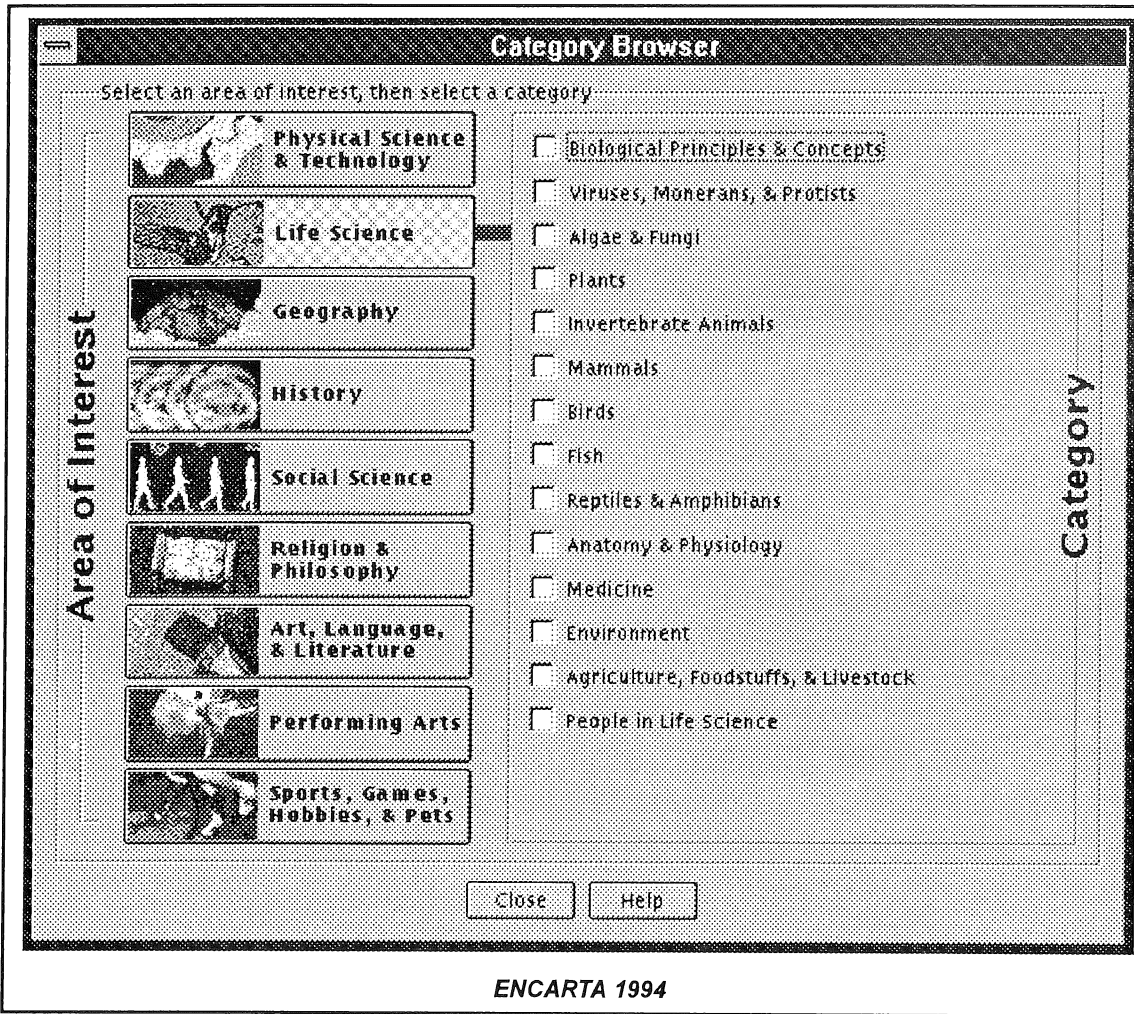 Category Browser
Select an area of interest, then select a category
Area of Interest
Physical Science
& Technology
Life Science
Geography
History
Social Science
Religion &
Philosophy
Art, Language,
& Literature
Performing Arts
Sports, Games,
Hobbies, & Pets
Biological Principles & Concepts
Viruses, Monerans, & Protists
Algae & Fungi
Plants
Invertebrate Animals
Mammals
Birds
Fish
Reptiles & Amphibians
Anatomy & Physiology
Medicine
Environment
Agriculture, Foodstuffs, & Livestock
People in Life Science
Category
Close
Help
ENCARTA 1994